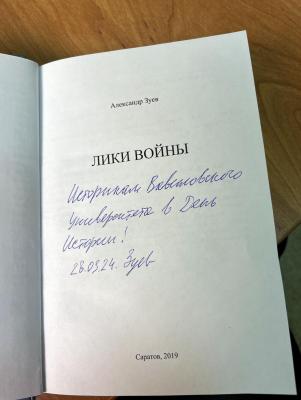 Александр Зуев
ЛИКИ ВОЙНЫ
Историкам Вавиловского
Университета в День
Истории!
28.03.24. Зуев
Саратов, 2019